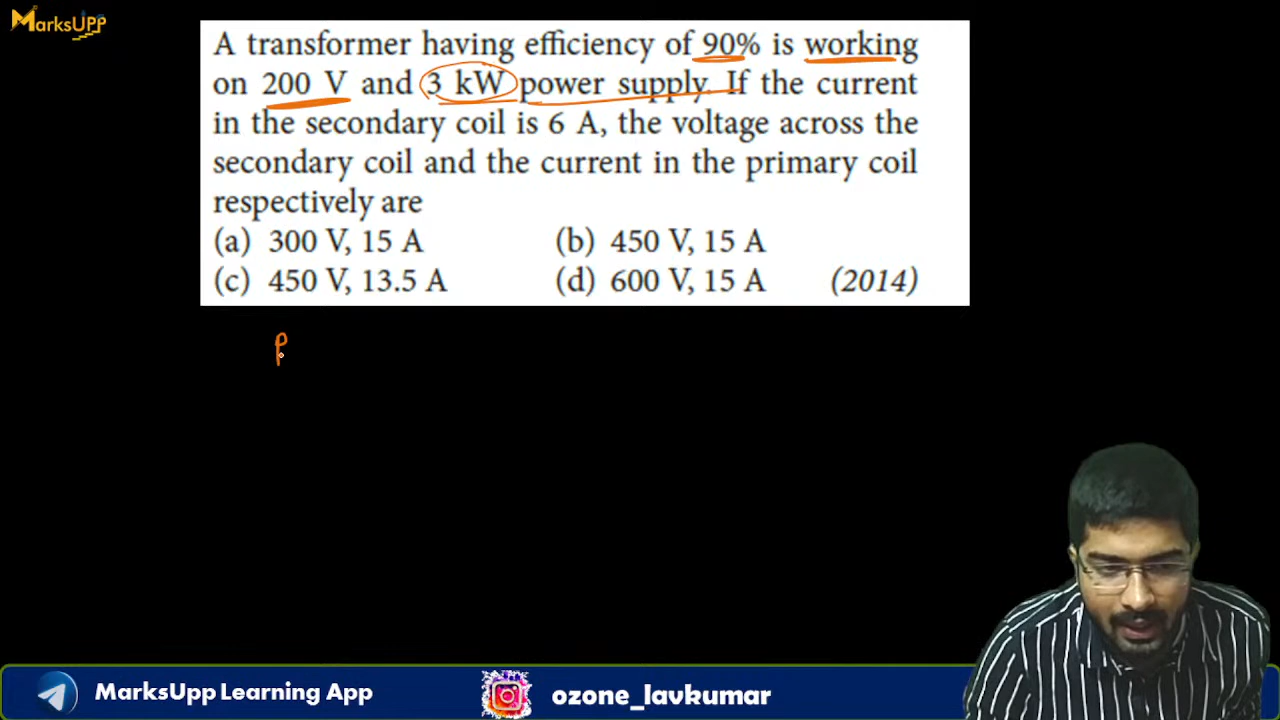 MARKSUPP
A transformer having efficiency of 90% is working
on 200 V and 3 kW power supply. If the current
in the secondary coil is 6 A, the voltage across the
secondary coil and the current in the primary coil
respectively are
(a) 300 V, 15 A (b) 450 V, 15 A
(c) 450 V, 13.5 A (d) 600 V, 15 A (2014)
P
MarksUpp Learning App ozone_lavkumar